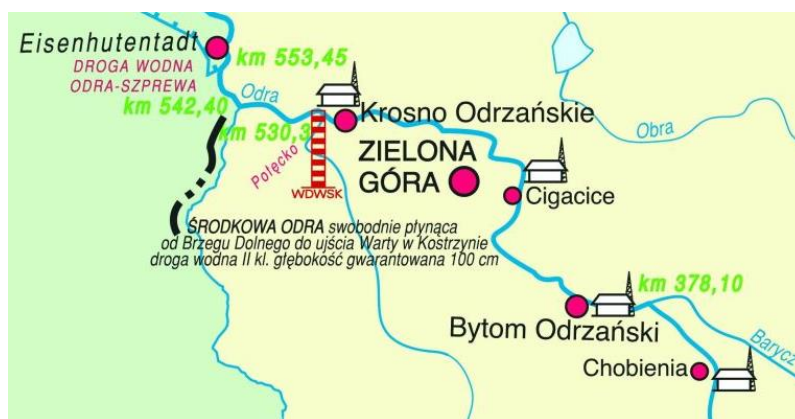 Eisenhutentadt
DROGA WODNA
ODRA-SZPREWA
km 553,45
km 542,40
Odra
km 530,3
Połęcko
WDWSK
Krosno Odrzańskie
Obra
ZIELONA
GÓRA
Cigacice
ŚRODKOWA ODRA swobodnie płynąca
od Brzegu Dolnego do ujścia Warty w Kostrzynie
droga wodna II kl. głębokość gwarantowana 100 cm
km 378,10
Bytom Odrzański
Barycz
Chobienia